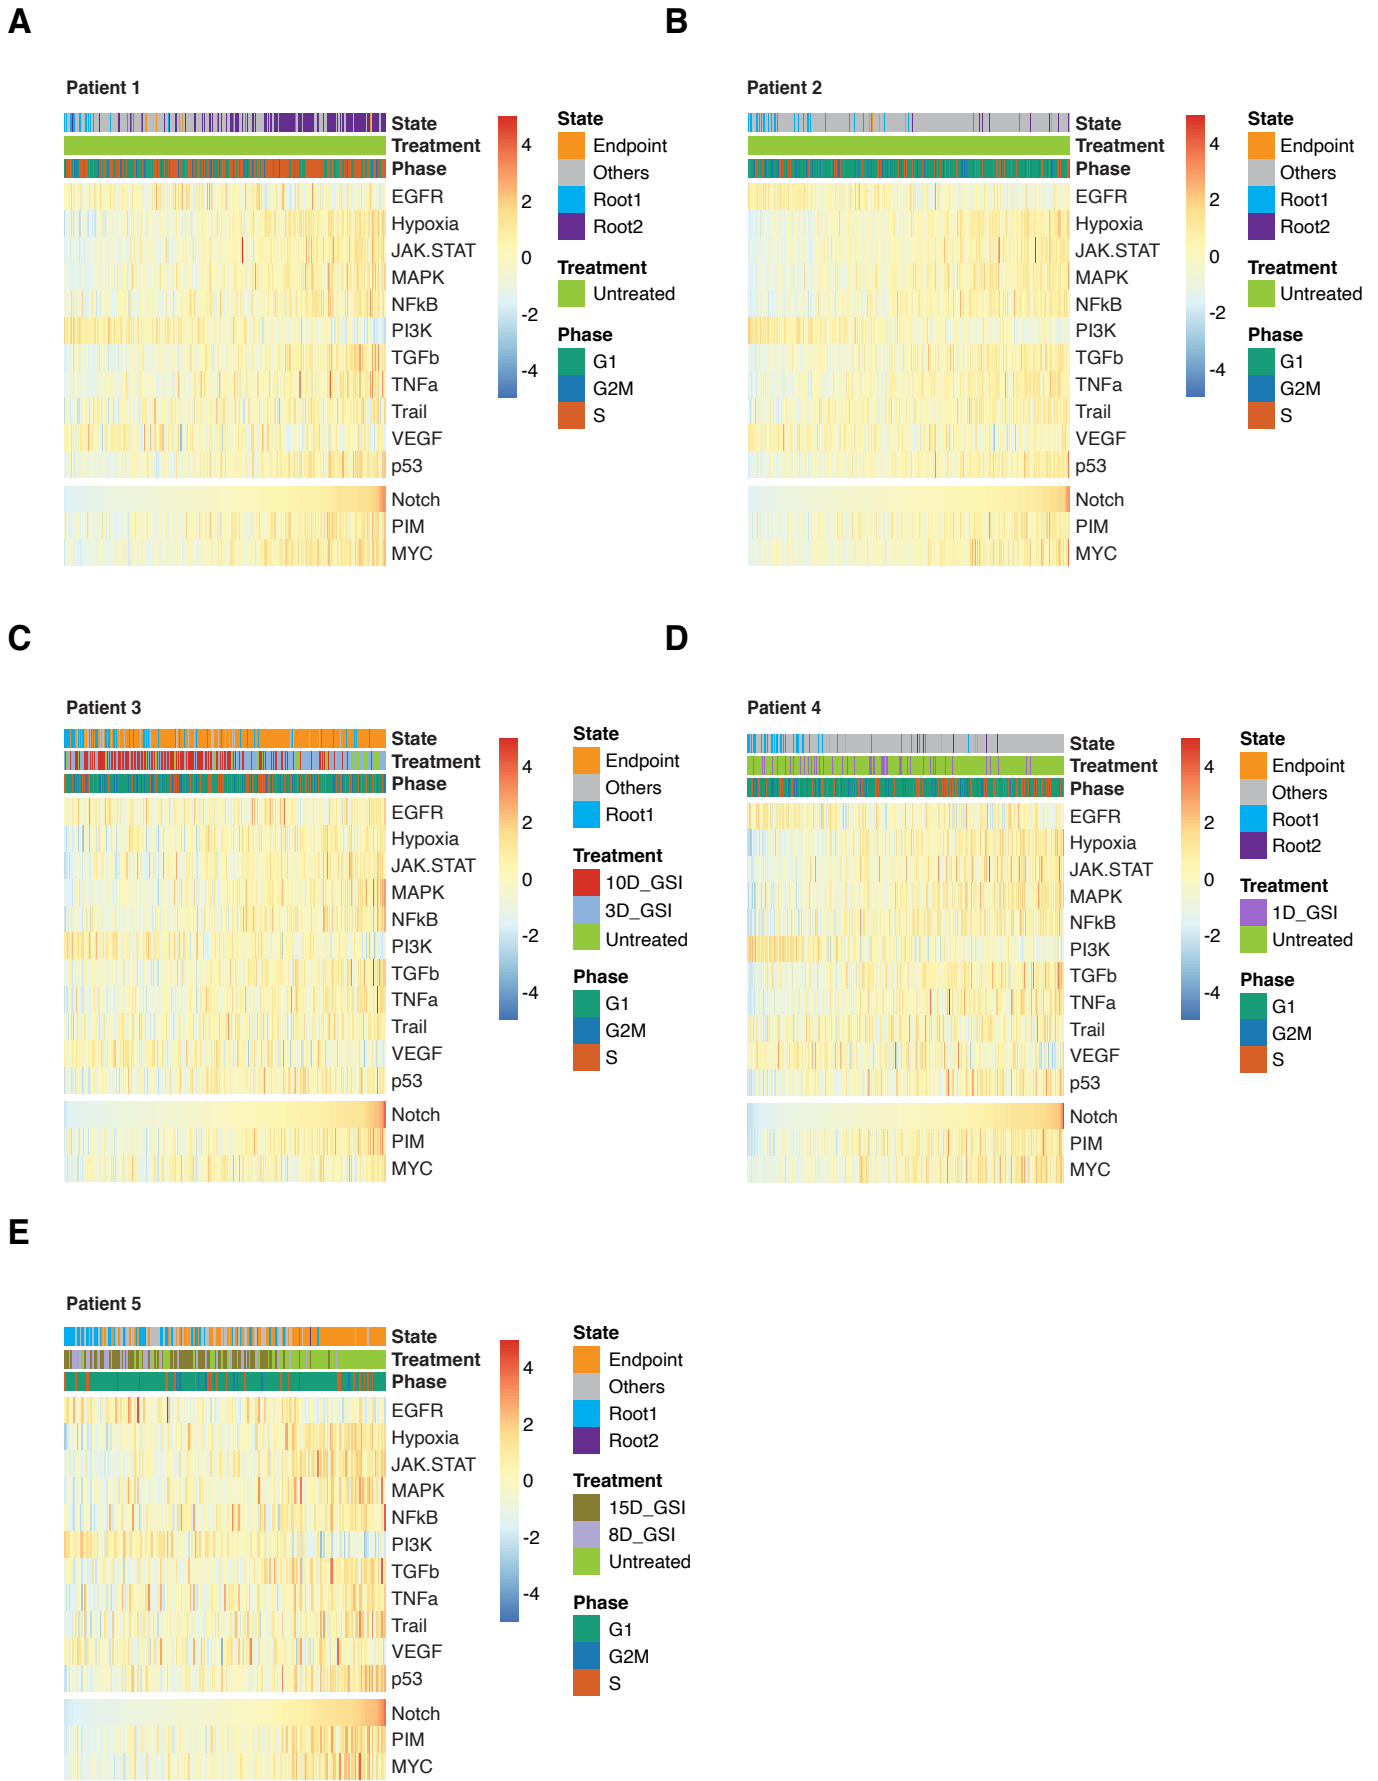 A
Patient 1
State
Treatment
Phase
EGFR
Hypoxia
JAK.STAT
MAPK
NFkB
PI3K
TGFb
TNFa
Trail
VEGF
p53
Notch
PIM
MYC
4
2
0
-2
-4
State
Endpoint
Others
Root1
Root2
Treatment
Untreated
Phase
G1
G2M
S
B
Patient 2
State
Treatment
Phase
EGFR
Hypoxia
JAK.STAT
MAPK
NFkB
PI3K
TGFb
TNFa
Trail
VEGF
p53
Notch
PIM
MYC
4
2
0
-2
-4
State
Endpoint
Others
Root1
Root2
Treatment
Untreated
Phase
G1
G2M
S
C
Patient 3
State
Treatment
Phase
EGFR
Hypoxia
JAK.STAT
MAPK
NFkB
PI3K
TGFb
TNFa
Trail
VEGF
p53
Notch
PIM
MYC
4
2
0
-2
-4
State
Endpoint
Others
Root1
Treatment
10D_GSI
3D_GSI
Untreated
Phase
G1
G2M
S
D
Patient 4
State
Treatment
Phase
EGFR
Hypoxia
JAK.STAT
MAPK
NFkB
PI3K
TGFb
TNFa
Trail
VEGF
p53
Notch
PIM
MYC
4
2
0
-2
-4
State
Endpoint
Others
Root1
Root2
Treatment
1D_GSI
Untreated
Phase
G1
G2M
S
E
Patient 5
State
Treatment
Phase
EGFR
Hypoxia
JAK.STAT
MAPK
NFkB
PI3K
TGFb
TNFa
Trail
VEGF
p53
Notch
PIM
MYC
4
2
0
-2
-4
State
Endpoint
Others
Root1
Root2
Treatment
15D_GSI
8D_GSI
Untreated
Phase
G1
G2M
S